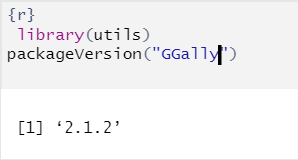 {r}
library(utils)
packageVersion("GGally")
[1] ‘2.1.2’